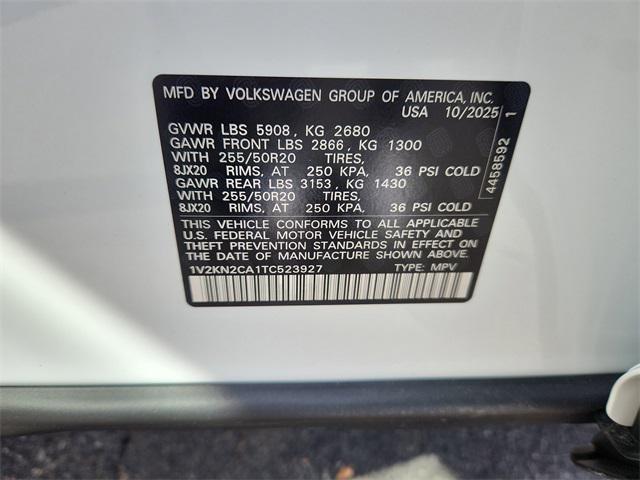 MFD BY VOLKSWAGEN GROUP OF AMERICA, INC.
USA 10/2025
GVWR LBS 5908, KG 2680
GAWR FRONT LBS 2866, KG 1300
WITH 255/50R20 TIRES,
8JX20 RIMS, AT 250 KPA, 36 PSI COLD
GAWR REAR LBS 3153, KG 1430
WITH 255/50R20 TIRES,
8JX20 RIMS, AT 250 KPA, 36 PSI COLD
THIS VEHICLE CONFORMS TO ALL APPLICABLE
U.S. FEDERAL MOTOR VEHICLE SAFETY AND
THEFT PREVENTION STANDARDS IN EFFECT ON
THE DATE OF MANUFACTURE SHOWN ABOVE.
1V2KN2CA1TC523927 TYPE: MPV
4458592 1